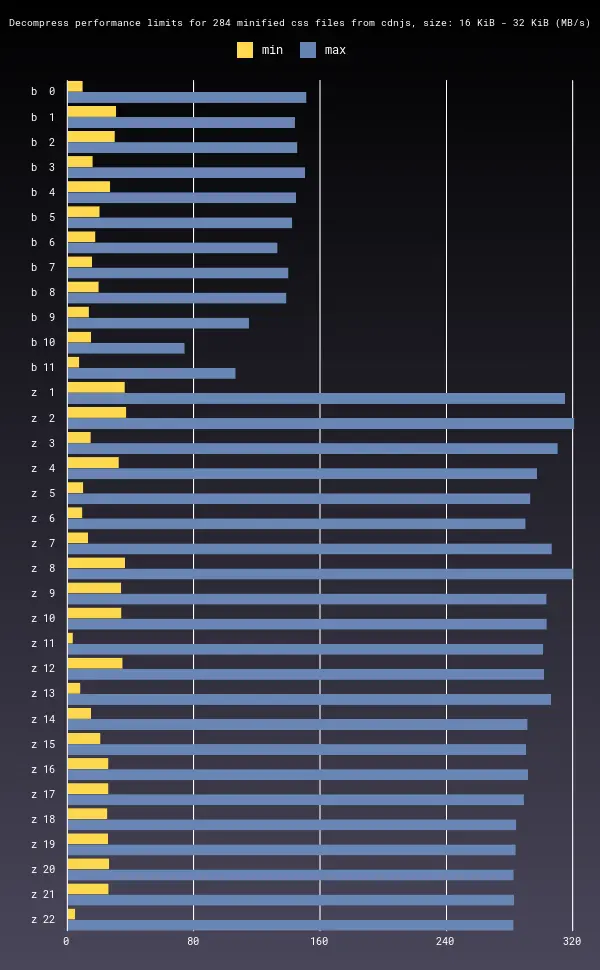 Decompress performance limits for 284 minified css files from cdnjs, size: 16 KiB - 32 KiB (MB/s)
min max
b 0
b 1
b 2
b 3
b 4
b 5
b 6
b 7
b 8
b 9
b 10
b 11
z 1
z 2
z 3
z 4
z 5
z 6
z 7
z 8
z 9
z 10
z 11
z 12
z 13
z 14
z 15
z 16
z 17
z 18
z 19
z 20
z 21
z 22
0 80 160 240 320